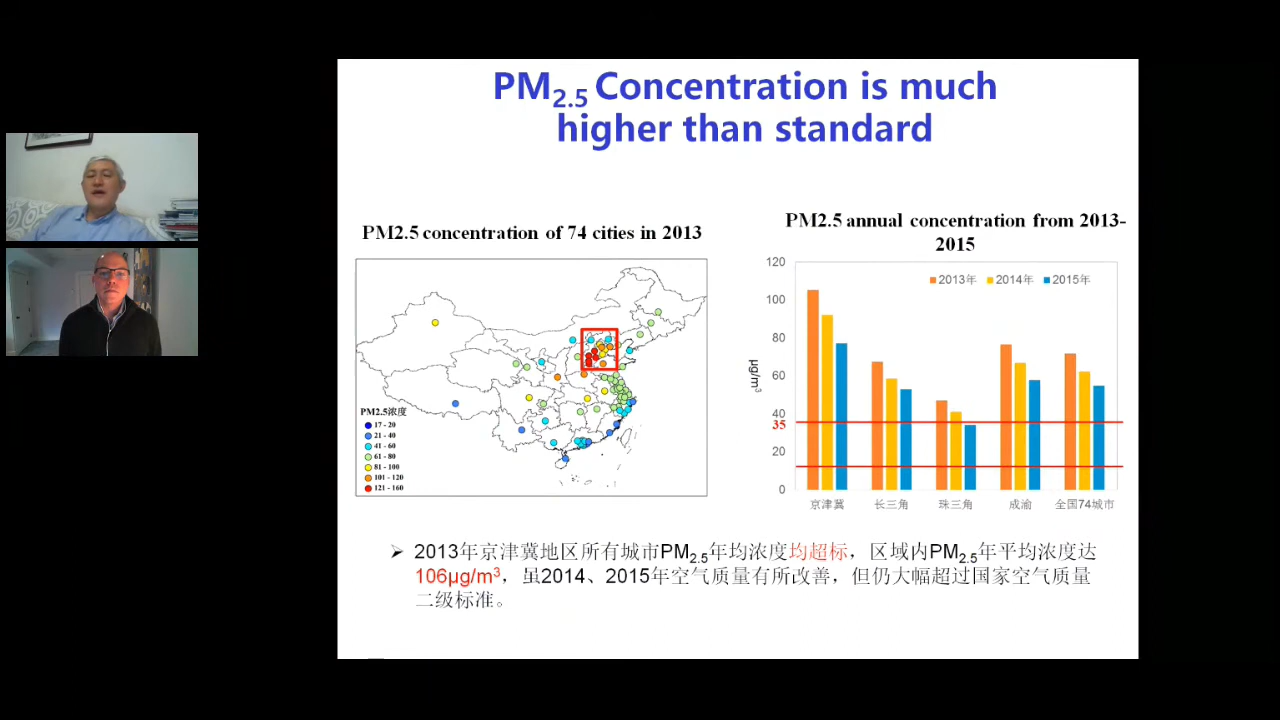 PM2.5 Concentration is much
higher than standard
PM2.5 concentration of 74 cities in 2013
PM2.5浓度
17 - 20
21 - 40
41 - 60
61 - 80
81 - 100
101 - 120
121 - 160
PM2.5 annual concentration from 2013-
2015
2013年 2014年 2015年
120
100
80
60
40
35
20
0
μg/m³
京津冀 长三角 珠三角 成渝 全国74城市
2013年京津冀地区所有城市PM2.5年均浓度均超标，区域内PM2.5年平均浓度达
106μg/m³，虽2014、2015年空气质量有所改善，但仍大幅超过国家空气质量
二级标准。